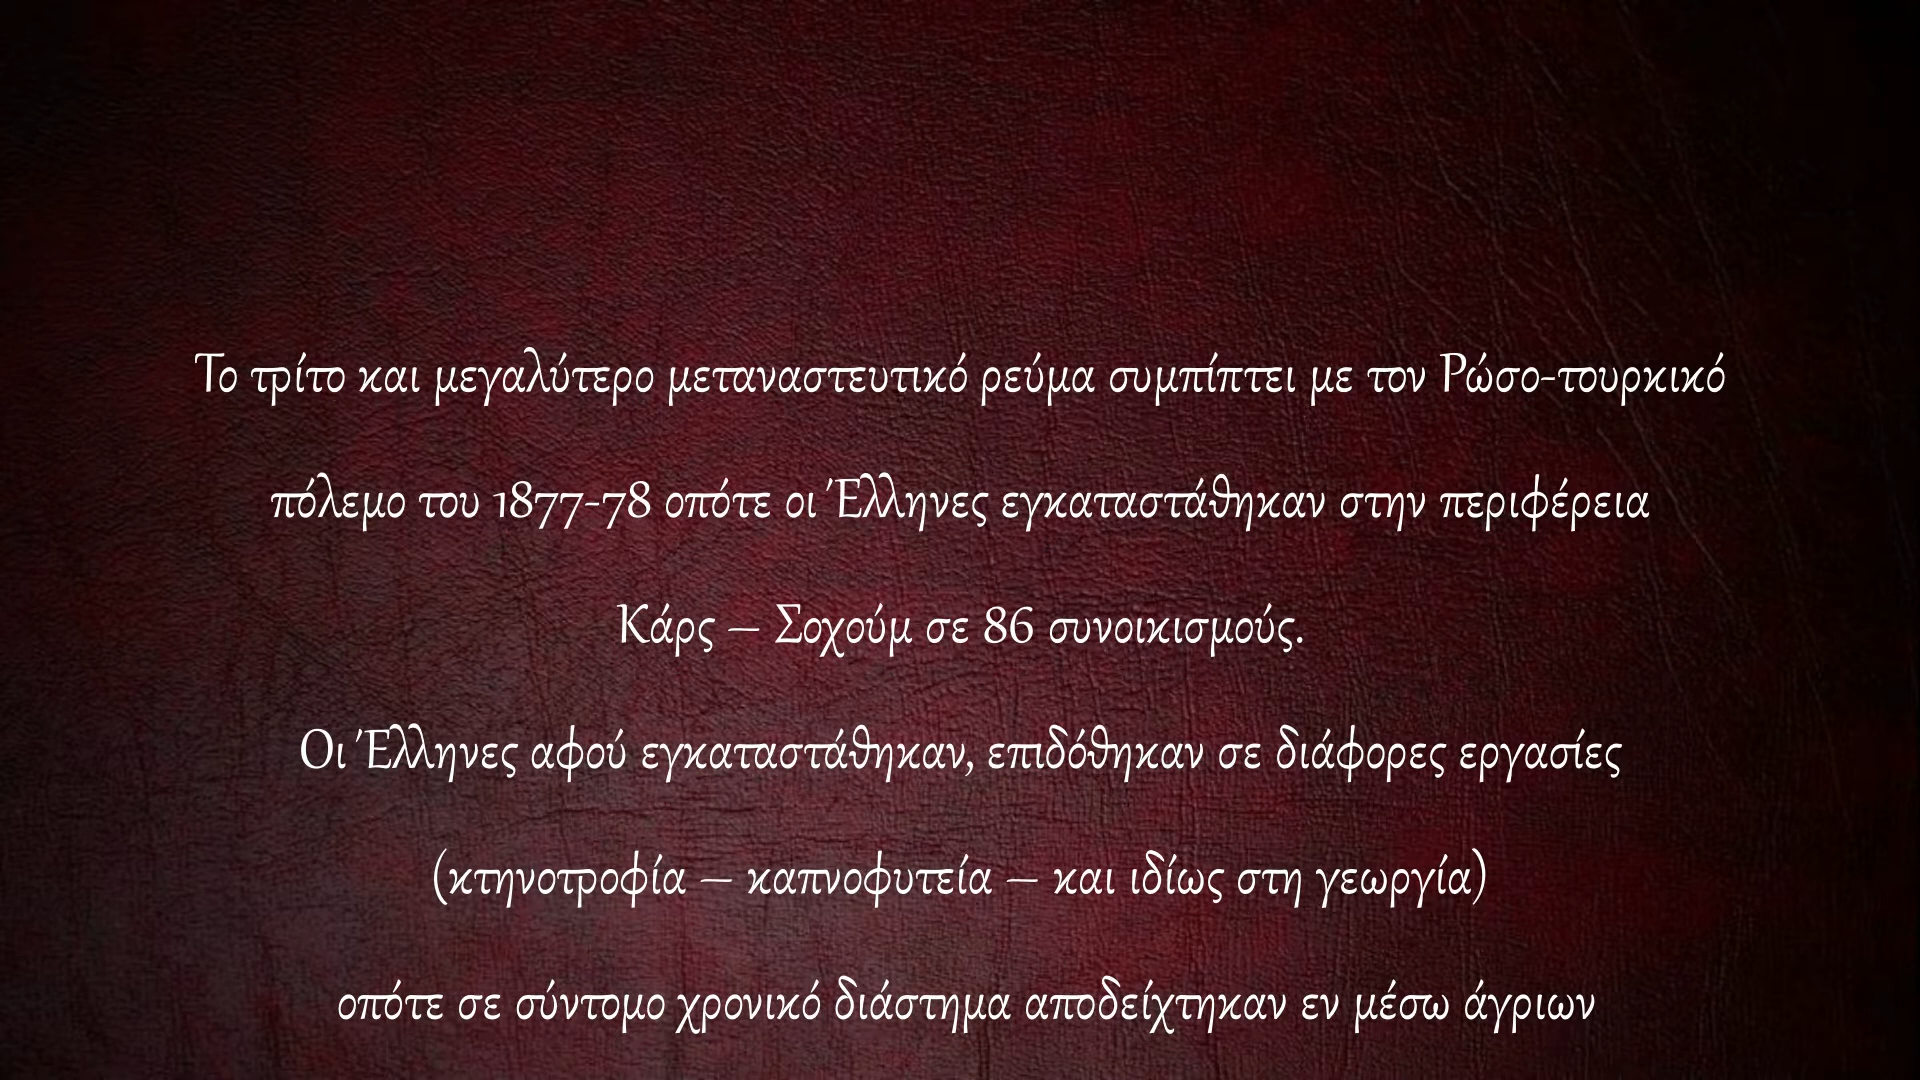 Το τρίτο και μεγαλύτερο μεταναστευτικό ρεύμα συμπίπτει με τον Ρώσο-τουρκικό
πόλεμο του 1877-78 οπότε οι Έλληνες εγκαταστάθηκαν στην περιφέρεια
Κάρς – Σοχούμ σε 86 συνοικισμούς.
Οι Έλληνες αφού εγκαταστάθηκαν, επιδόθηκαν σε διάφορες εργασίες
(κτηνοτροφία – καπνοφυτεία – και ιδίως στη γεωργία)
οπότε σε σύντομο χρονικό διάστημα αποδείχτηκαν εν μέσω άγριων